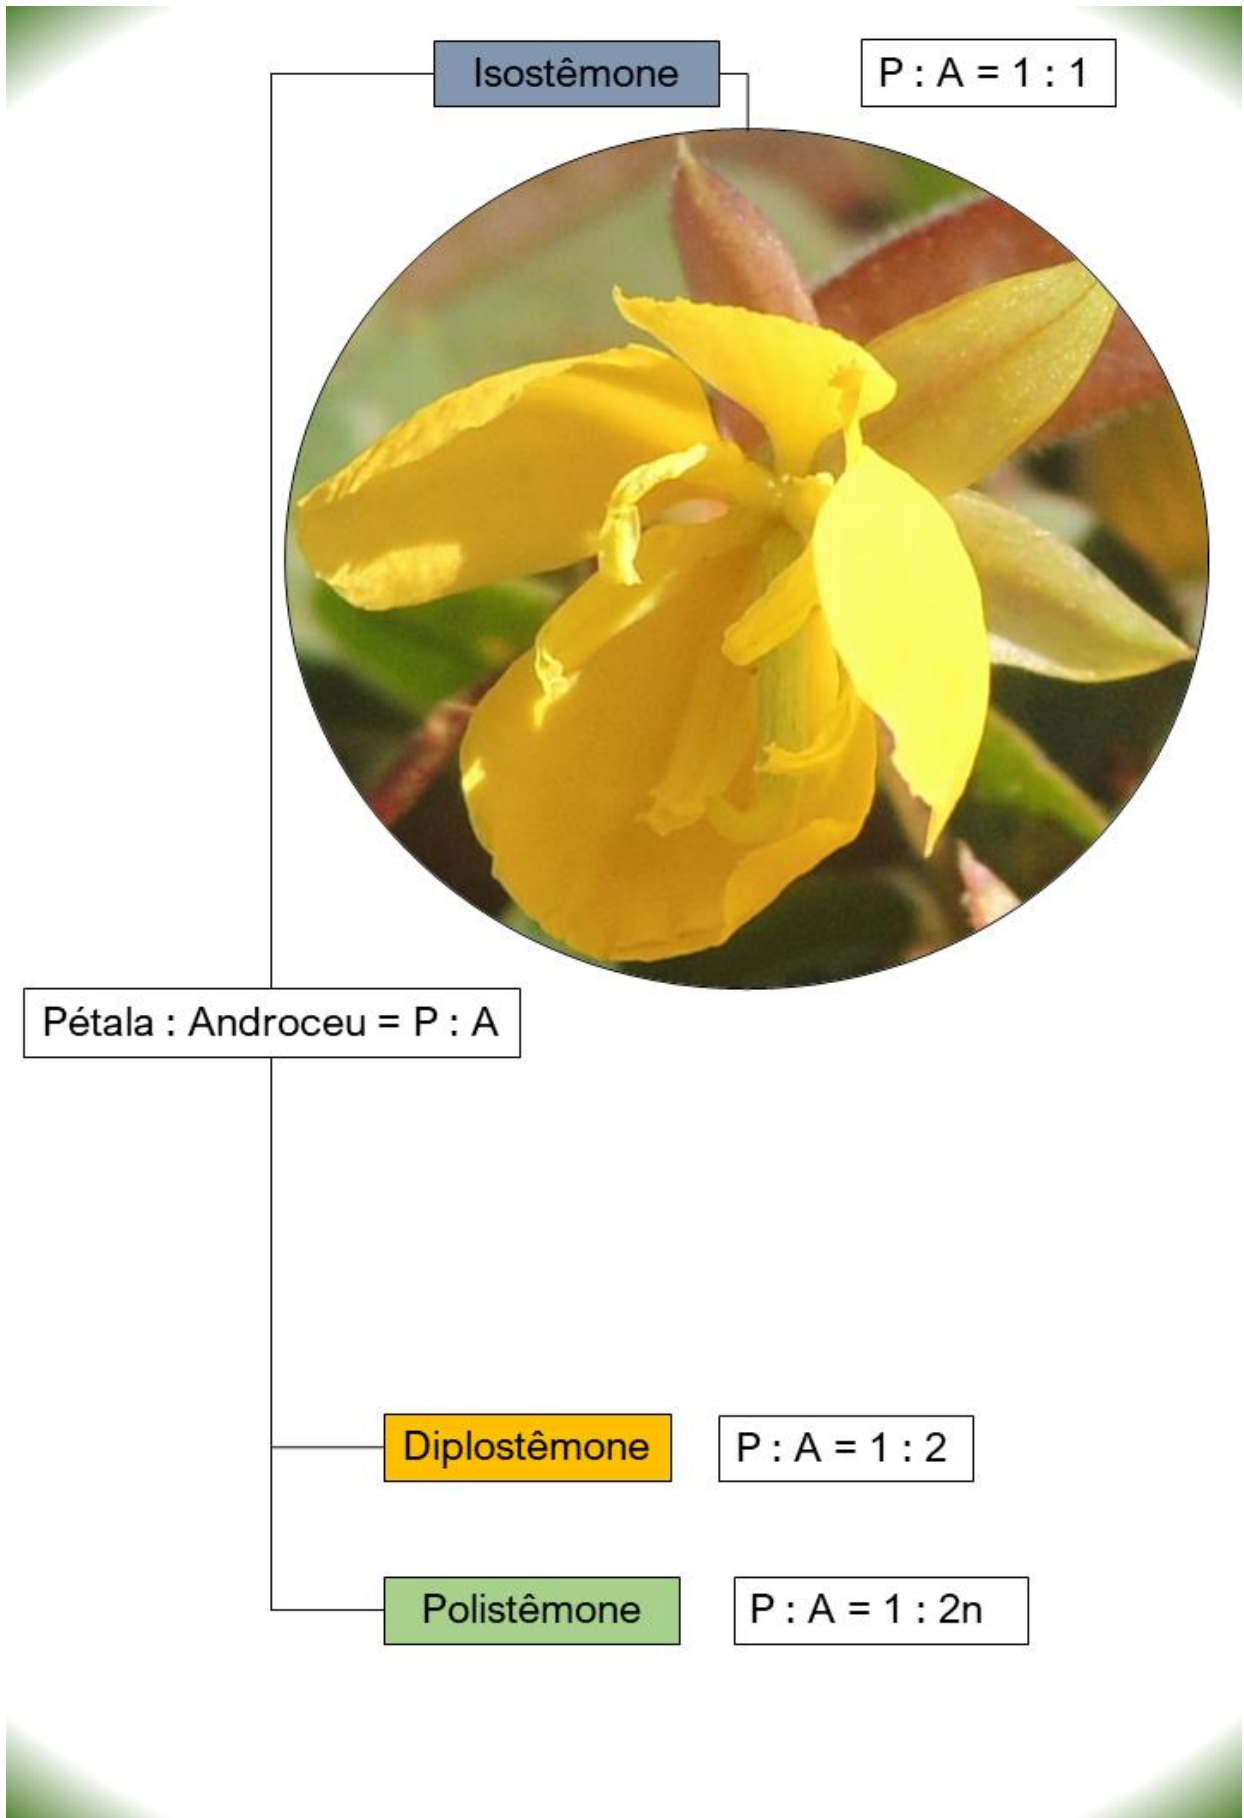 Isostêmone
P : A = 1 : 1
Pétala : Androceu = P : A
Diplostêmone
P : A = 1 : 2
Polistêmone
P : A = 1 : 2n